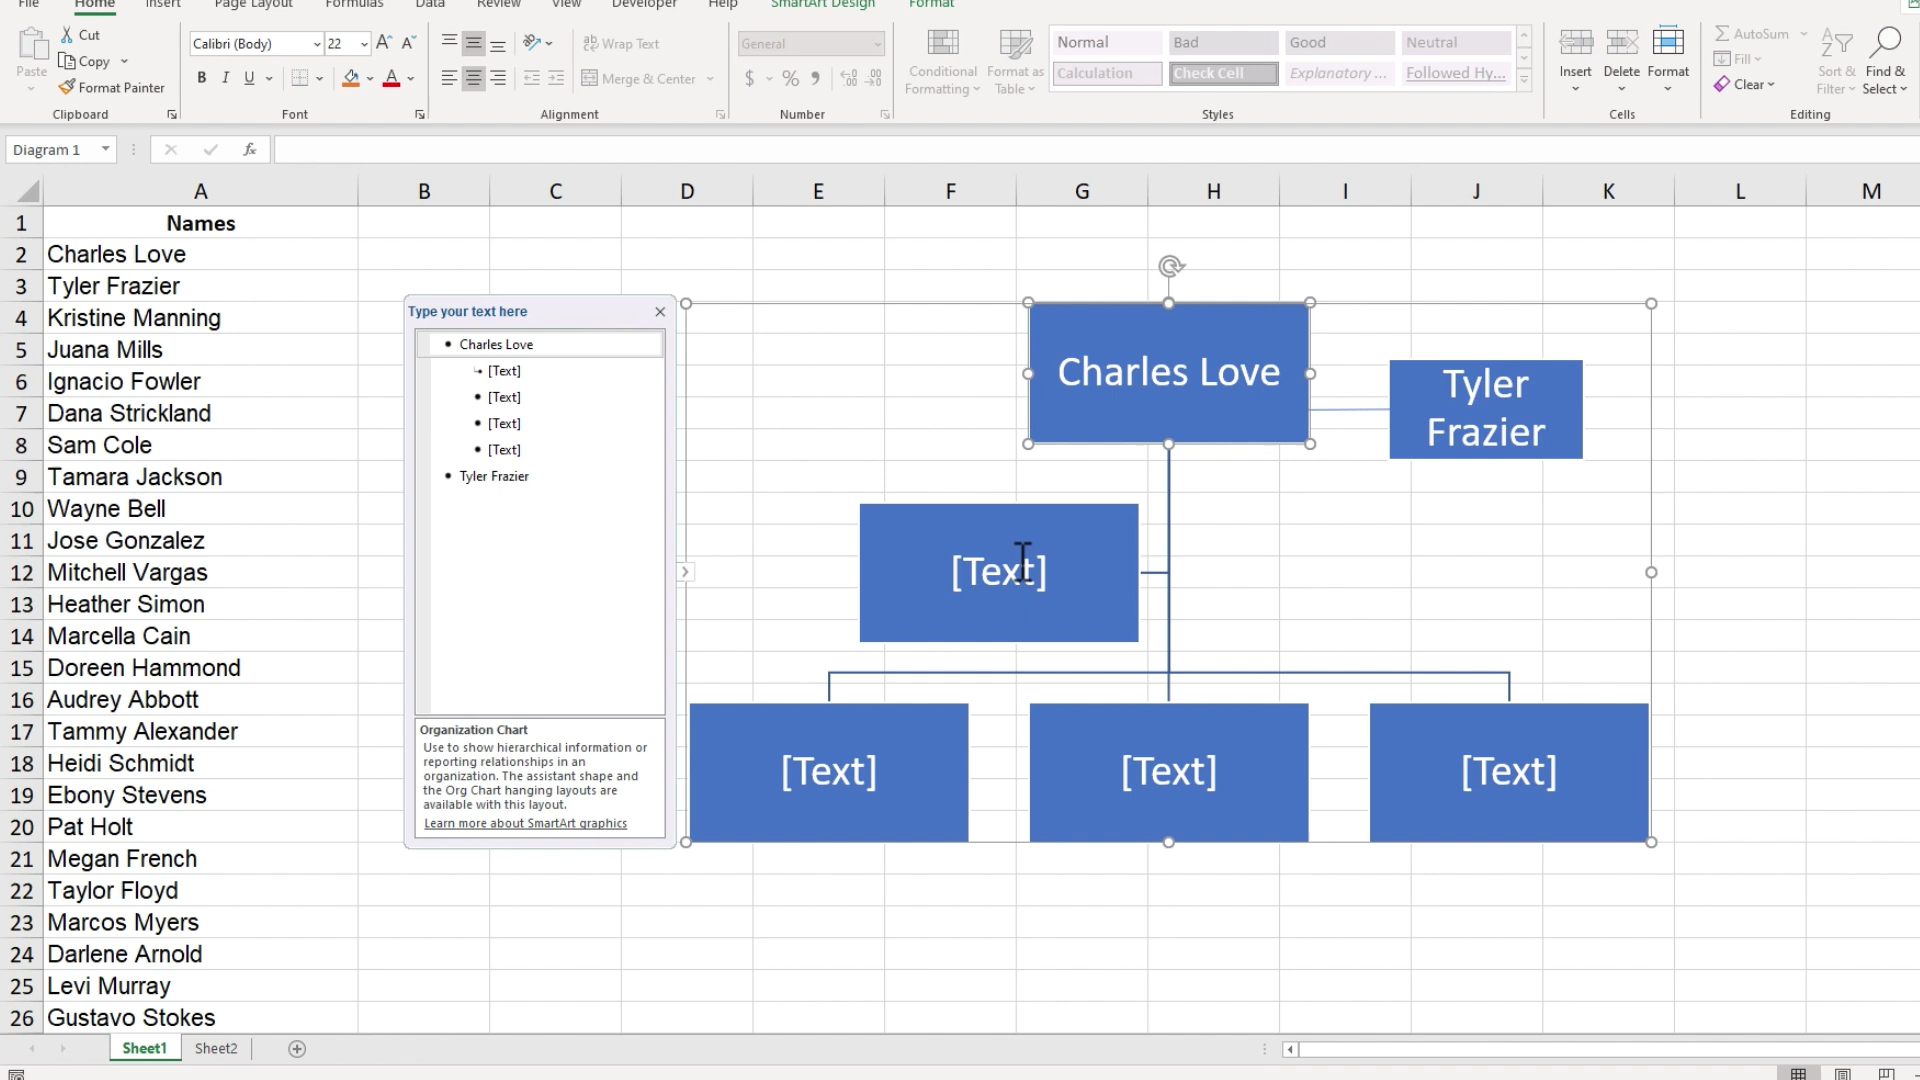 File Home Insert Page Layout Formulas Data Review View Developer Help SmartArt Design Format
Paste
Cut
Copy
Format Painter
Clipboard
Calibri (Body) 22 A A
B I U A
Font
ab Wrap Text
Merge & Center
Alignment
General
$ % 9
Number
Conditional Formatting
Format as Table
Normal Bad Good Neutral
Calculation Check Cell Explanatory ... Followed Hy...
Styles
Insert Delete Format
Cells
AutoSum
Fill
Clear
Sort & Filter
Find & Select
Editing
Diagram 1 fx
A B C D E F G H I J K L M
1 Names
2 Charles Love
3 Tyler Frazier
4 Kristine Manning
5 Juana Mills
6 Ignacio Fowler
7 Dana Strickland
8 Sam Cole
9 Tamara Jackson
10 Wayne Bell
11 Jose Gonzalez
12 Mitchell Vargas
13 Heather Simon
14 Marcella Cain
15 Doreen Hammond
16 Audrey Abbott
17 Tammy Alexander
18 Heidi Schmidt
19 Ebony Stevens
20 Pat Holt
21 Megan French
22 Taylor Floyd
23 Marcos Myers
24 Darlene Arnold
25 Levi Murray
26 Gustavo Stokes
Type your text here
Charles Love
[Text]
[Text]
[Text]
[Text]
Tyler Frazier
Organization Chart
Use to show hierarchical information or
reporting relationships in an
organization. The assistant shape and
the Org Chart hanging layouts are
available with this layout.
Learn more about SmartArt graphics
Charles Love
Tyler
Frazier
[Text]
[Text] [Text] [Text]
Sheet1 Sheet2